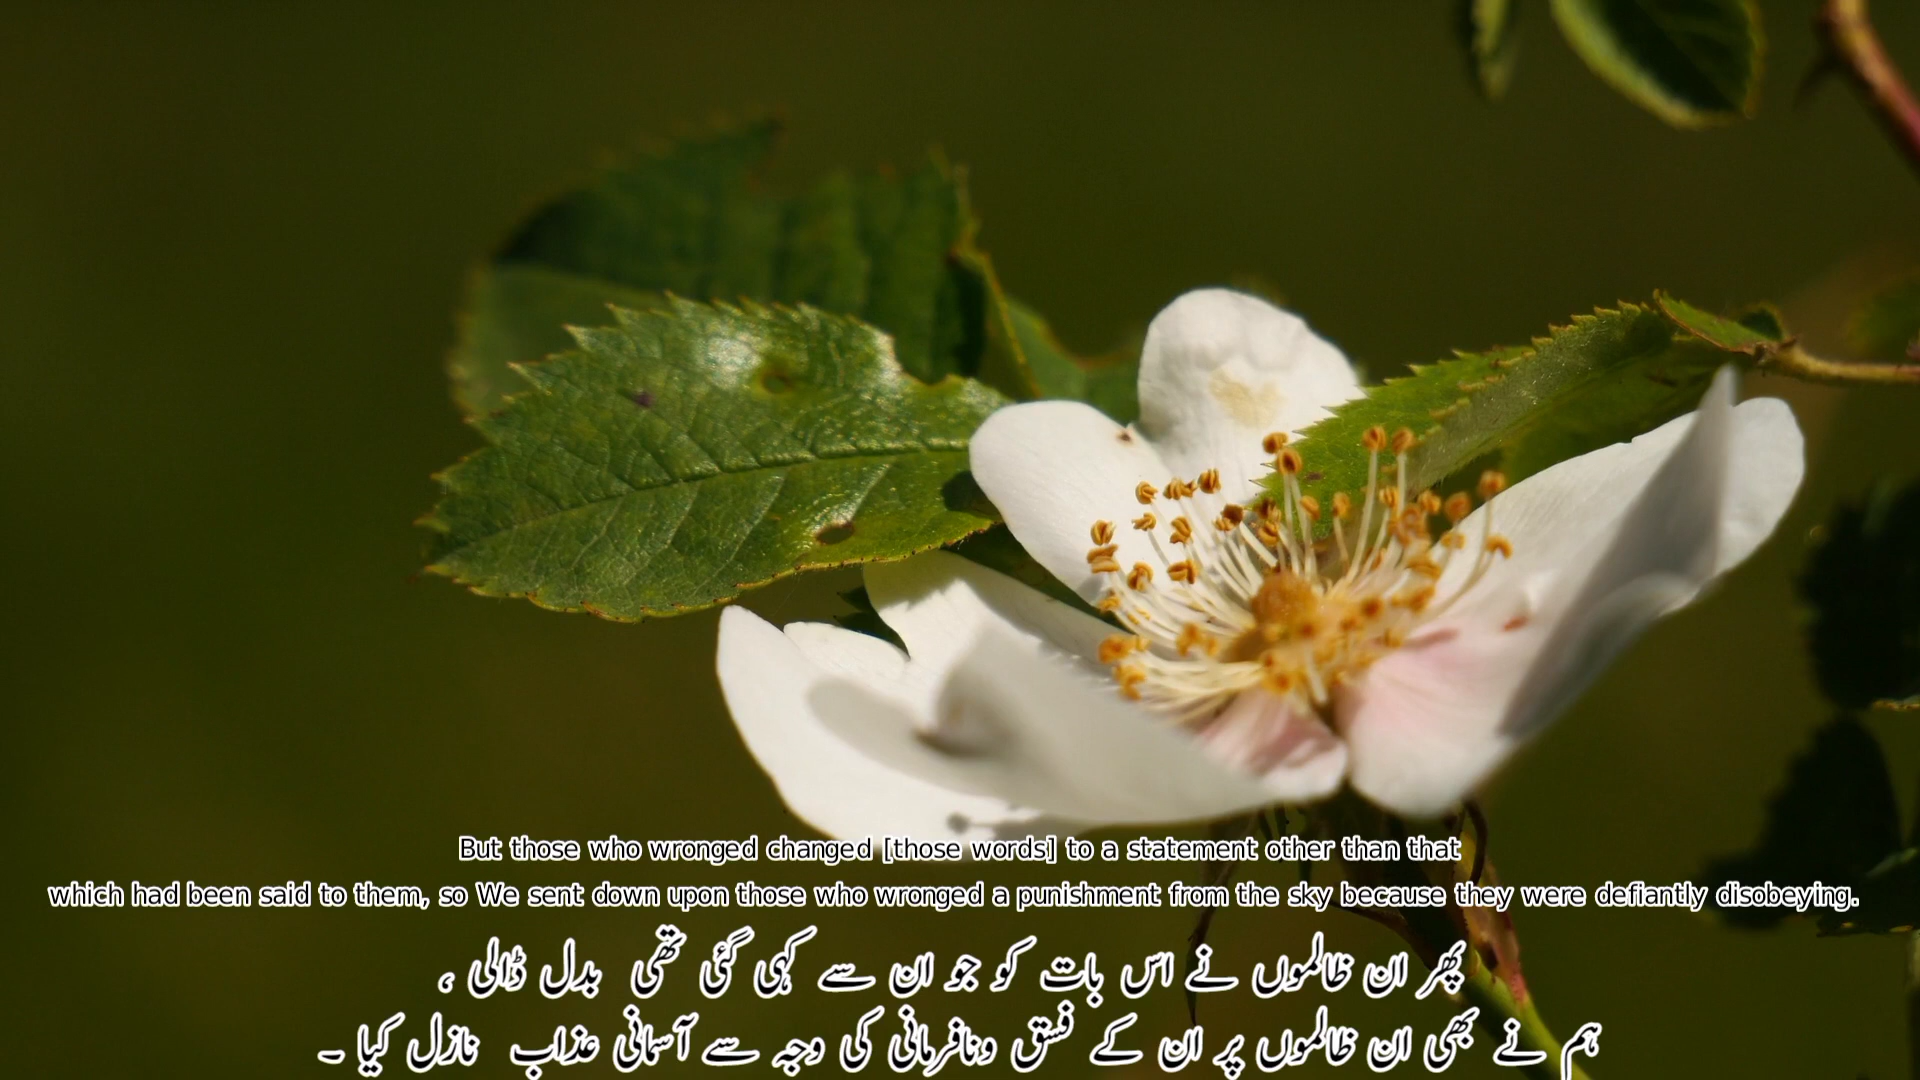 But those who wronged changed [those words] to a statement other than that
which had been said to them, so We sent down upon those who wronged a punishment from the sky because they were defiantly disobeying.
پھر ان ظالموں نے اس بات کو جو ان سے کہی گئی تھی بدل ڈالی ،
ہم نے بھی ان ظالموں پر ان کے فسق ونافرمانی کی وجہ سے آسمانی عذاب نازل کیا ۔